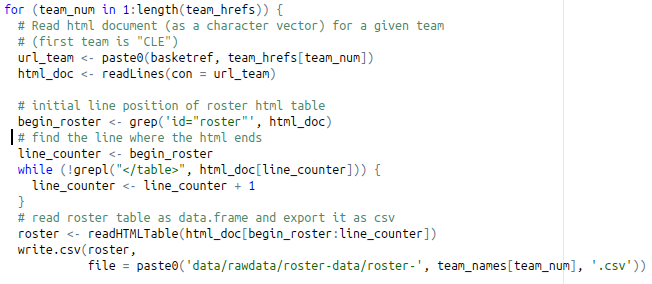 for (team_num in 1:length(team_hrefs)) {
  # Read html document (as a character vector) for a given team
  # (first team is "CLE")
  url_team <- paste0(basketref, team_hrefs[team_num])
  html_doc <- readLines(con = url_team)

  # initial line position of roster html table
  begin_roster <- grep('id="roster"', html_doc)
  # find the line where the html ends
  line_counter <- begin_roster
  while (!grepl("</table>", html_doc[line_counter])) {
    line_counter <- line_counter + 1
  }
  # read roster table as data.frame and export it as csv
  roster <- readHTMLTable(html_doc[begin_roster:line_counter])
  write.csv(roster,
            file = paste0('data/rawdata/roster-data/roster-', team_names[team_num], '.csv'))